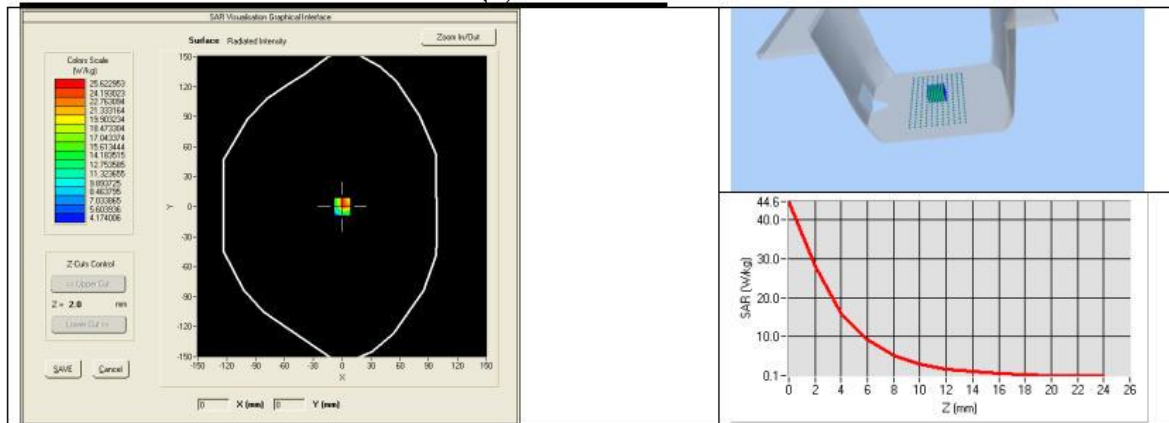 SAR Visualisation Graphical Interface
Surface Radiated Intensity
Zoom In/Out
Colors Scale
(W/kg)
25.622953
24.193023
22.763094
21.333164
19.903234
18.473304
17.043374
15.613444
14.183515
12.753585
11.323655
9.893725
8.463795
7.033865
5.603936
4.174006
150
120
90
60
30
0
-30
-60
-90
-120
-150
Y
-150 -120 -90 -60 -30 0 30 60 90 120 150
X
Z-Cuts Control
<< Upper Cut
Z = 2.0 mm
Lower Cut >>
SAVE Cancel
0 X (mm) 0 Y (mm)
44.6
40.0
30.0
20.0
10.0
0.1
SAR (W/kg)
0 2 4 6 8 10 12 14 16 18 20 22 24 26
Z (mm)